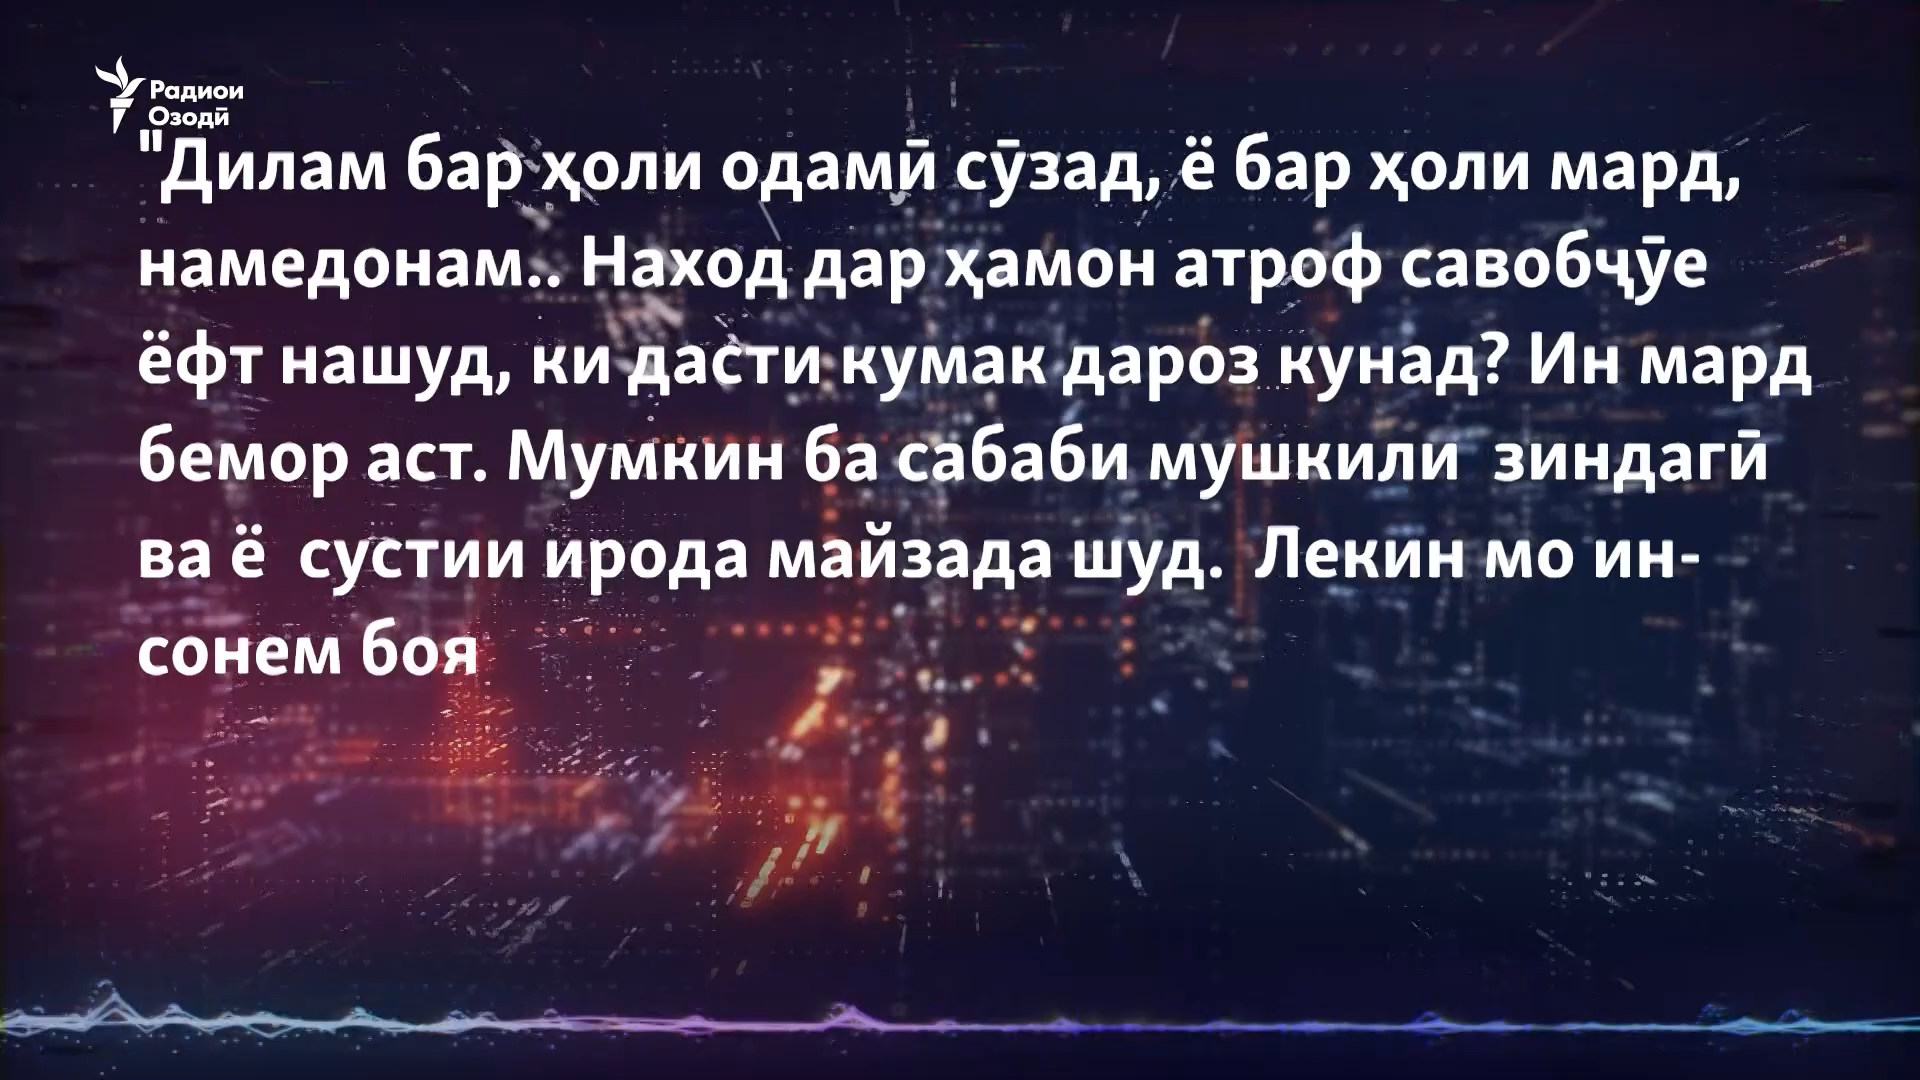 Радиои
Озодӣ
"Дилам бар ҳоли одамӣ сӯзад, ё бар ҳоли мард,
намедонам.. Наход дар ҳамон атроф савобҷӯе
ёфт нашуд, ки дасти кумак дароз кунад? Ин мард
бемор аст. Мумкин ба сабаби мушкили  зиндагӣ
ва ё  сустии ирода майзада шуд.  Лекин мо ин-
сонем боя